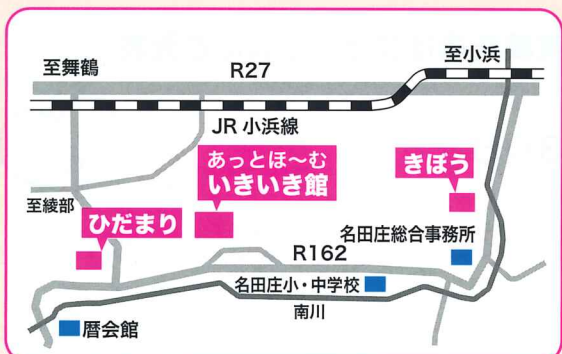 至舞鶴
R27
至小浜
JR 小浜線
あっとほ～む
いきいき館
きぼう
至綾部
ひだまり
名田庄総合事務所
R162
名田庄小・中学校
南川
暦会館